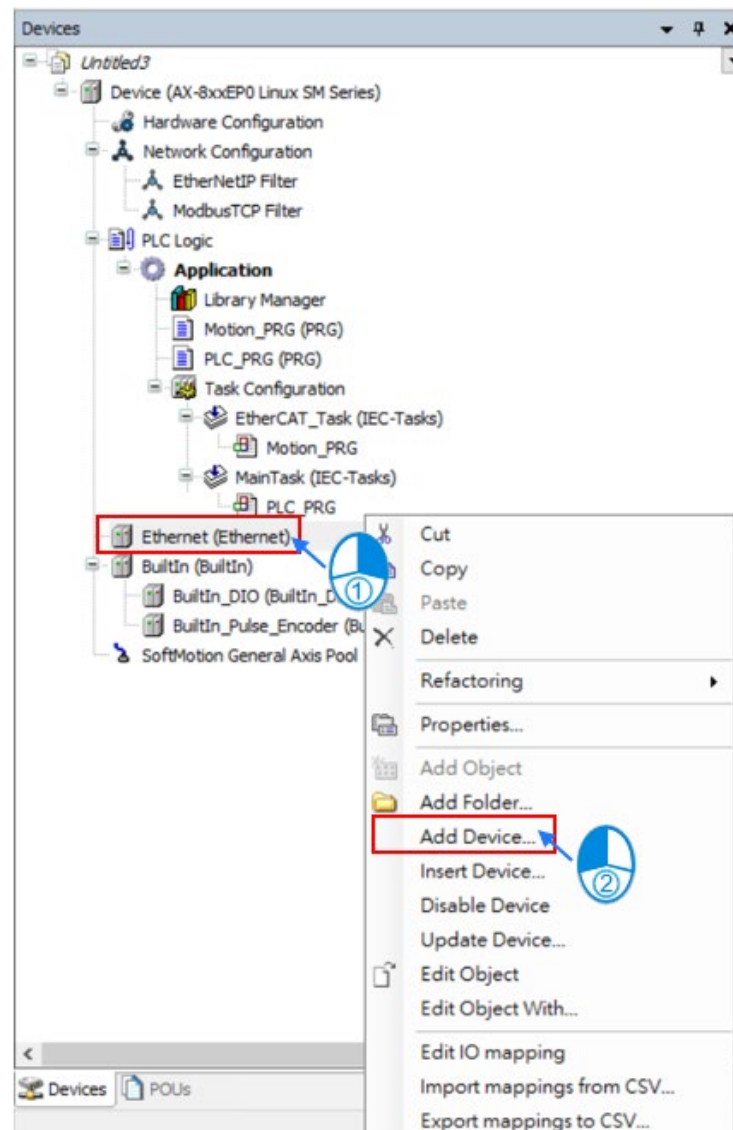 Devices
Untitled3
Device (AX-8xxEP0 Linux SM Series)
Hardware Configuration
Network Configuration
EtherNetIP Filter
ModbusTCP Filter
PLC Logic
Application
Library Manager
Motion_PRG (PRG)
PLC_PRG (PRG)
Task Configuration
EtherCAT_Task (IEC-Tasks)
Motion_PRG
MainTask (IEC-Tasks)
PLC_PRG
Ethernet (Ethernet)
BuiltIn (BuiltIn)
BuiltIn_DIO (BuiltIn_D
BuiltIn_Pulse_Encoder (Bu
SoftMotion General Axis Pool
1
Cut
Copy
Paste
Delete
Refactoring
Properties...
Add Object
Add Folder...
Add Device...
2
Insert Device...
Disable Device
Update Device...
Edit Object
Edit Object With...
Edit IO mapping
Import mappings from CSV...
Export mappings to CSV...
Devices POUs